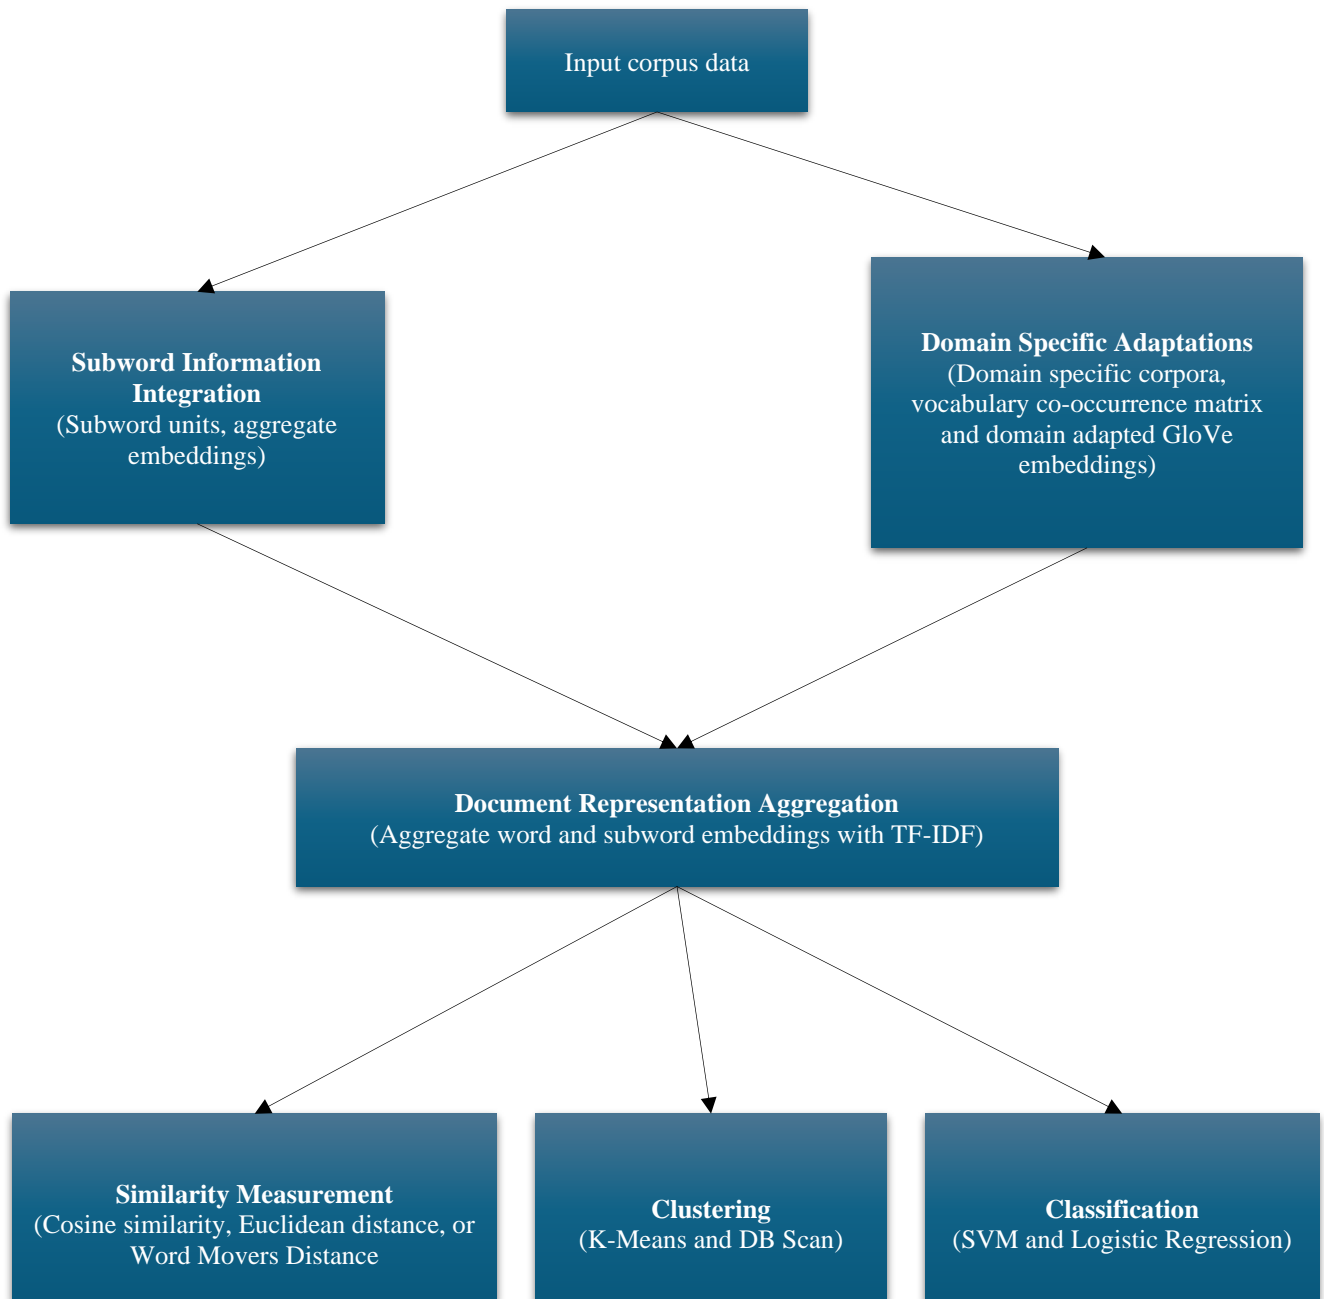 Input corpus data
Subword Information
Integration
(Subword units, aggregate
embeddings)
Domain Specific Adaptations
(Domain specific corpora,
vocabulary co-occurrence matrix
and domain adapted GloVe
embeddings)
Document Representation Aggregation
(Aggregate word and subword embeddings with TF-IDF)
Similarity Measurement
(Cosine similarity, Euclidean distance, or
Word Movers Distance
Clustering
(K-Means and DB Scan)
Classification
(SVM and Logistic Regression)